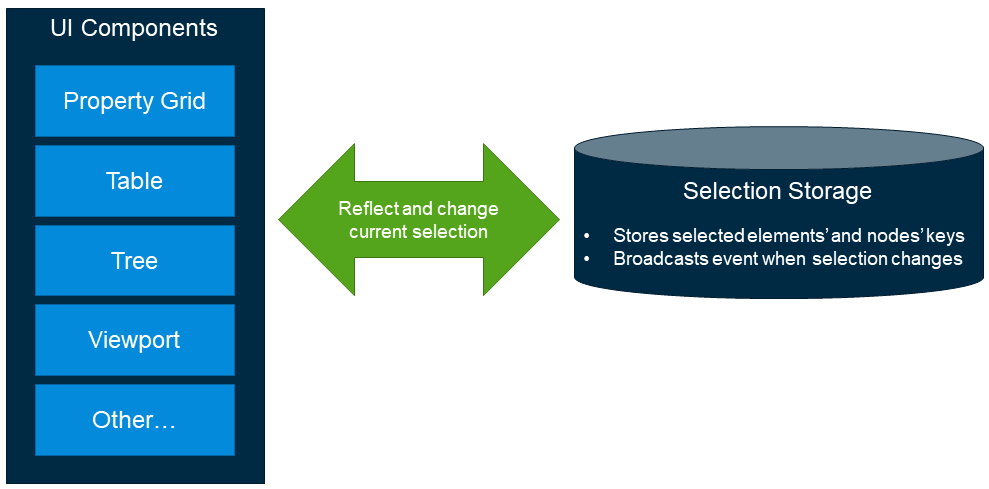 UI Components
Property Grid
Table
Tree
Viewport
Other…
Reflect and change
current selection
Selection Storage
• Stores selected elements’ and nodes’ keys
• Broadcasts event when selection changes